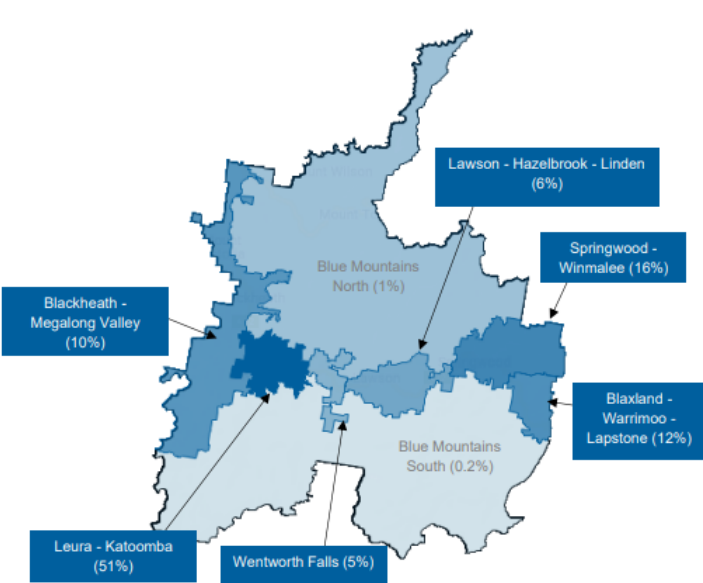 Lawson - Hazelbrook - Linden
(6%)
Springwood -
Winmalee (16%)
Blue Mountains
North (1%)
Blackheath -
Megalong Valley
(10%)
Blaxland -
Warrimoo -
Lapstone (12%)
Blue Mountains
South (0.2%)
Leura - Katoomba
(51%)
Wentworth Falls (5%)